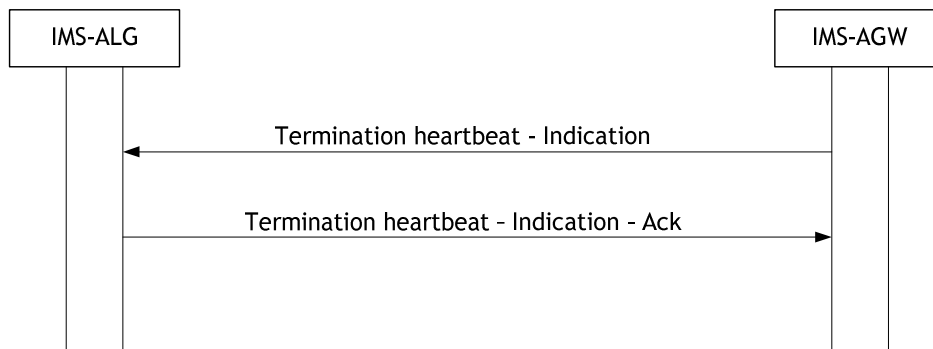 IMS-ALG
IMS-AGW
Termination heartbeat - Indication
Termination heartbeat – Indication – Ack